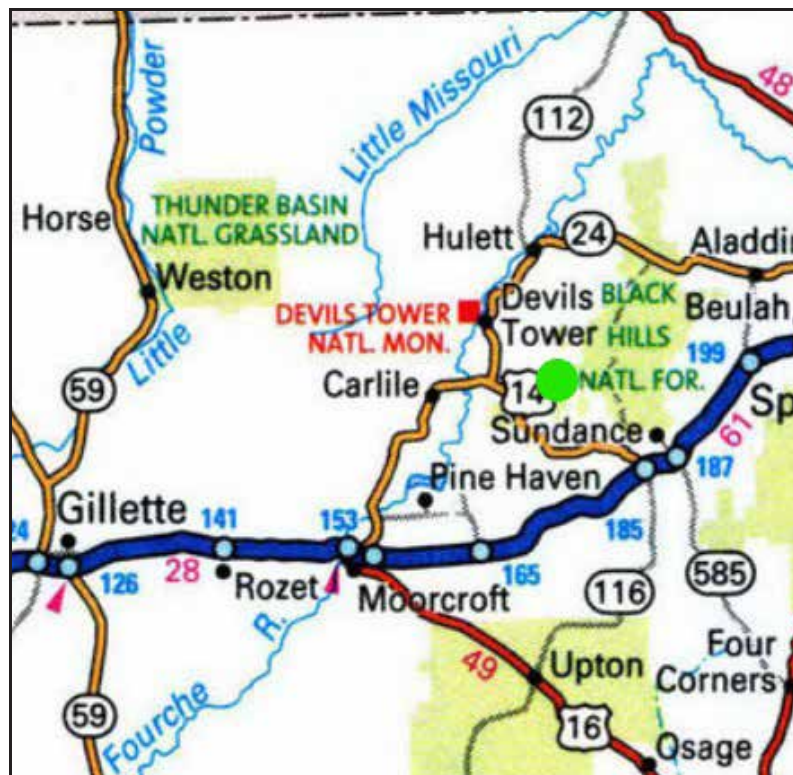 Powder
Little Missouri
48
112
Horse
THUNDER BASIN
NATL. GRASSLAND
Hulett
24
Aladdi
Weston
DEVILS TOWER
NATL. MON.
Devils
Tower
BLACK
HILLS
NATL. FOR.
Beulah
199
Little
59
Carlile
14
Sp
61
Sundance
187
Pine Haven
185
Gillette
141
153
24
126
28
Rozet
Moorcroft
165
116
585
R.
Fourche
49
Upton
Four
Corners
59
16
Osage